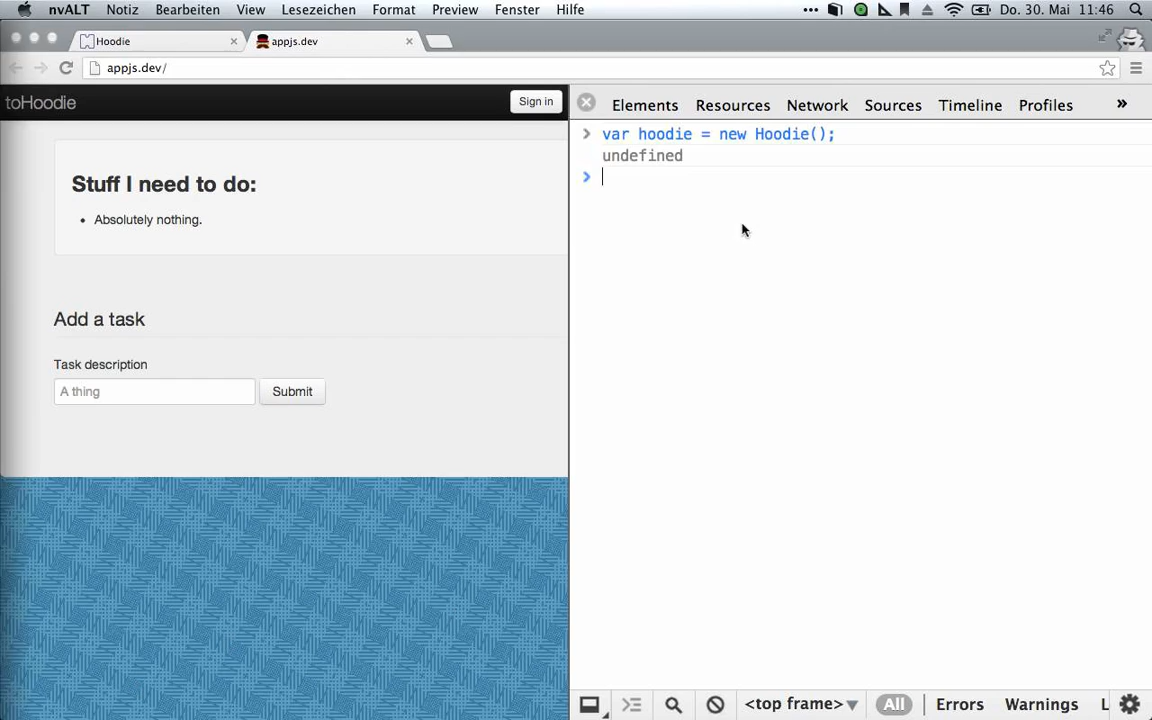 nvALT Notiz Bearbeiten View Lesezeichen Format Preview Fenster Hilfe Do. 30. Mai 11:46
Hoodie appjs.dev
appjs.dev/
toHoodie Sign in
Elements Resources Network Sources Timeline Profiles »
> var hoodie = new Hoodie();
undefined
>
Stuff I need to do:
• Absolutely nothing.
Add a task
Task description
A thing Submit
<top frame> All Errors Warnings L